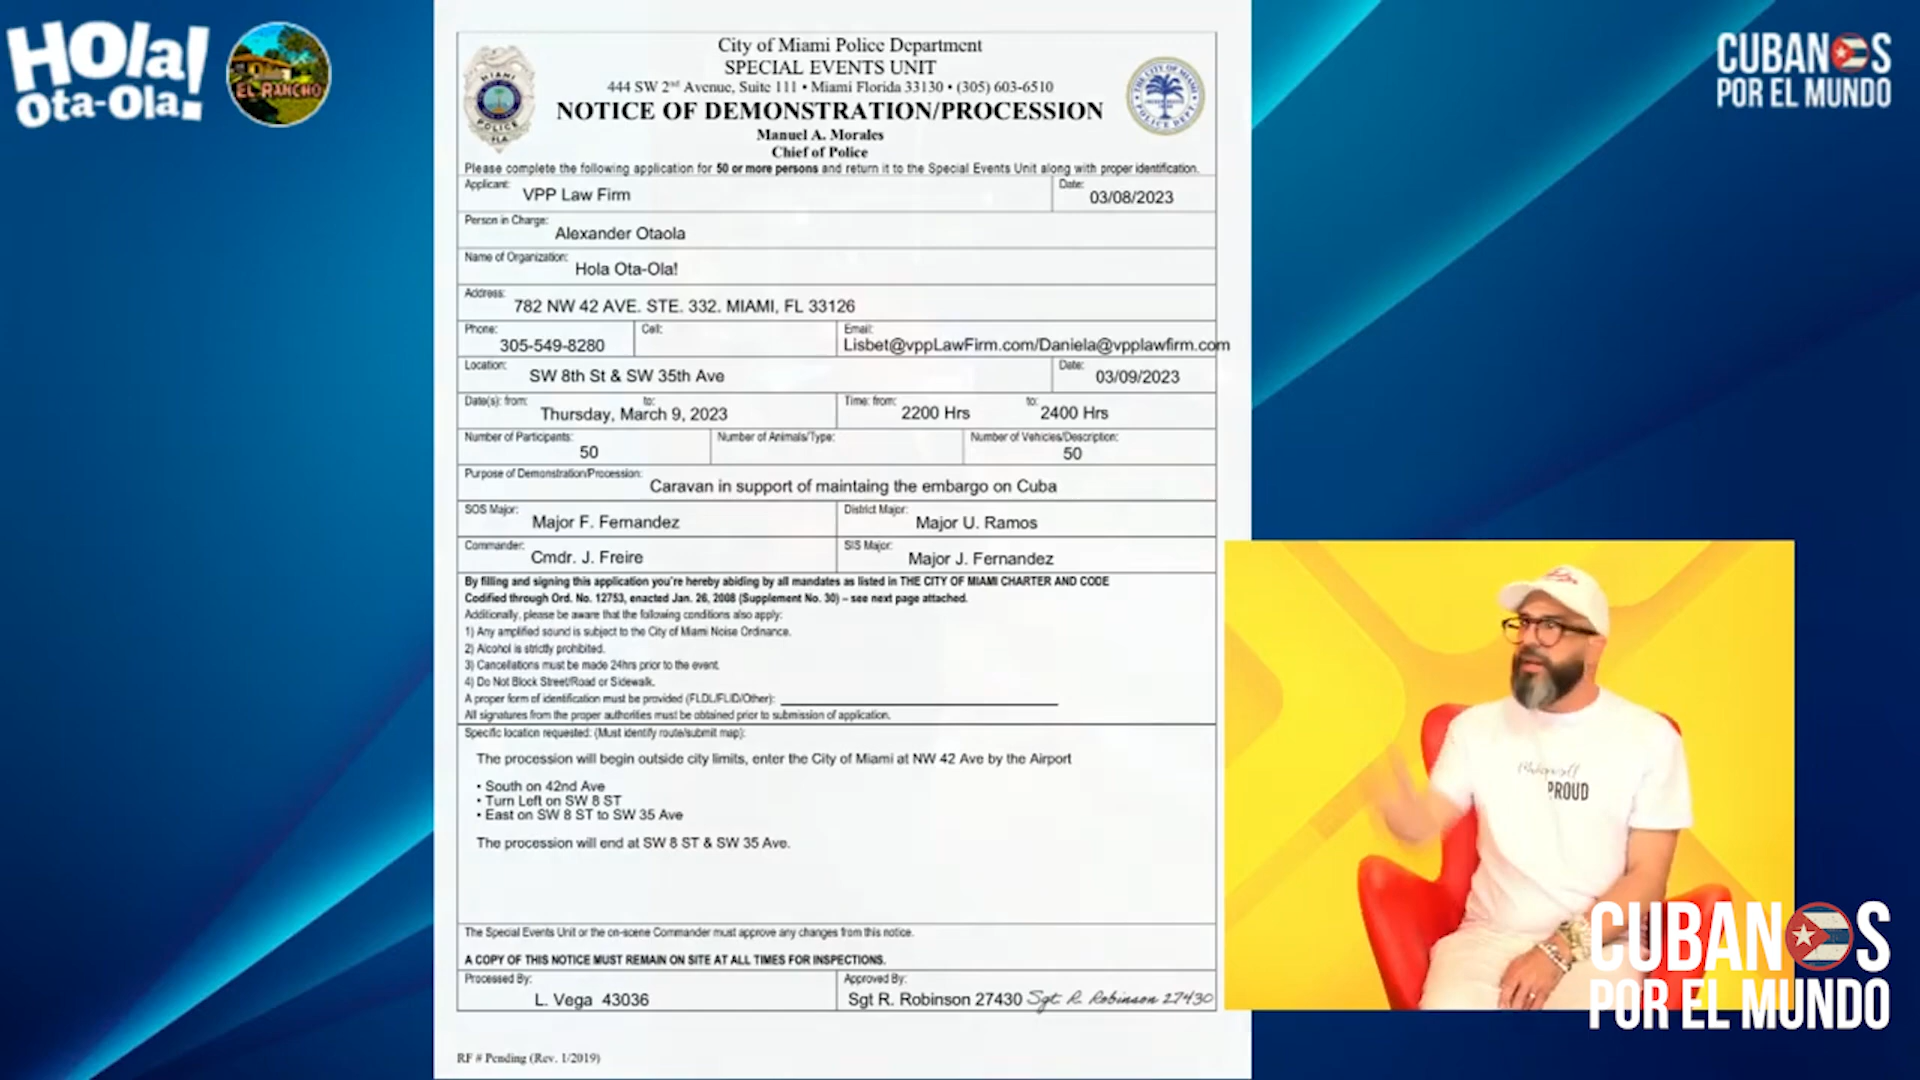 Hola!
Ota-Ola!
EL RANCHO
CUBANOS
POR EL MUNDO
City of Miami Police Department
SPECIAL EVENTS UNIT
444 SW 2nd Avenue, Suite 111 • Miami Florida 33130 • (305) 603-6510
NOTICE OF DEMONSTRATION/PROCESSION
Manuel A. Morales
Chief of Police
MIAMI
POLICE
FLA.
Please complete the following application for 50 or more persons and return it to the Special Events Unit along with proper identification.
Applicant: VPP Law Firm Date: 03/08/2023
Person in Charge: Alexander Otaola
Name of Organization: Hola Ota-Ola!
Address: 782 NW 42 AVE. STE. 332. MIAMI, FL 33126
Phone: 305-549-8280 Cell: Email: Lisbet@vppLawFirm.com/Daniela@vpplawfirm.com
Location: SW 8th St & SW 35th Ave Date: 03/09/2023
Date(s): from: Thursday, March 9, 2023 to: Time: from: 2200 Hrs to: 2400 Hrs
Number of Participants: 50 Number of Animals/Type: Number of Vehicles/Description: 50
Purpose of Demonstration/Procession: Caravan in support of maintaing the embargo on Cuba
SOS Major: Major F. Fernandez District Major: Major U. Ramos
Commander: Cmdr. J. Freire SIS Major: Major J. Fernandez
By filling and signing this application you're hereby abiding by all mandates as listed in THE CITY OF MIAMI CHARTER AND CODE
Codified through Ord. No. 12753, enacted Jan. 26, 2008 (Supplement No. 30) – see next page attached.
Additionally, please be aware that the following conditions also apply:
1) Any amplified sound is subject to the City of Miami Noise Ordinance.
2) Alcohol is strictly prohibited.
3) Cancellations must be made 24hrs prior to the event.
4) Do Not Block Street/Road or Sidewalk.
A proper form of identification must be provided (FLDL/FLID/Other):
All signatures from the proper authorities must be obtained prior to submission of application.
Specific location requested: (Must identify route/submit map):
The procession will begin outside city limits, enter the City of Miami at NW 42 Ave by the Airport
• South on 42nd Ave
• Turn Left on SW 8 ST
• East on SW 8 ST to SW 35 Ave
The procession will end at SW 8 ST & SW 35 Ave.
The Special Events Unit or the on-scene Commander must approve any changes from this notice.
A COPY OF THIS NOTICE MUST REMAIN ON SITE AT ALL TIMES FOR INSPECTIONS.
Processed By: L. Vega 43036 Approved By: Sgt R. Robinson 27430 Sgt. R. Robinson 27430
RF # Pending (Rev. 1/2019)
PROUD
CUBANOS
POR EL MUNDO